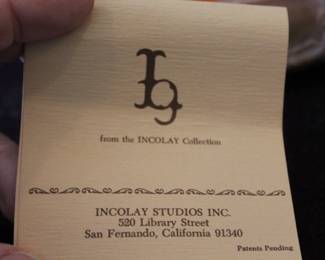 from the INCOLAY Collection
INCOLAY STUDIOS INC.
520 Library Street
San Fernando, California 91340
Patents Pending